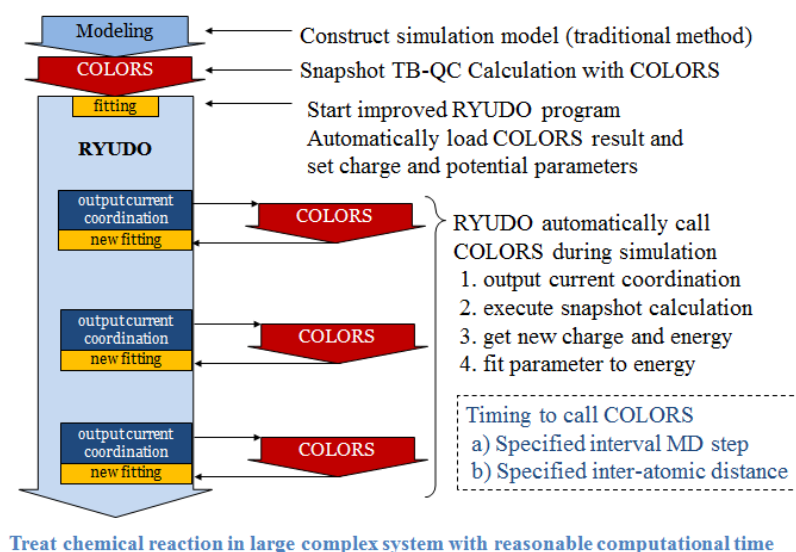 Modeling
Construct simulation model (traditional method)
COLORS
Snapshot TB-QC Calculation with COLORS
fitting
Start improved RYUDO program
Automatically load COLORS result and
set charge and potential parameters
RYUDO
output current
coordination
new fitting
COLORS
output current
coordination
new fitting
COLORS
output current
coordination
new fitting
COLORS
RYUDO automatically call
COLORS during simulation
1. output current coordination
2. execute snapshot calculation
3. get new charge and energy
4. fit parameter to energy
Timing to call COLORS
a) Specified interval MD step
b) Specified inter-atomic distance
Treat chemical reaction in large complex system with reasonable computational time